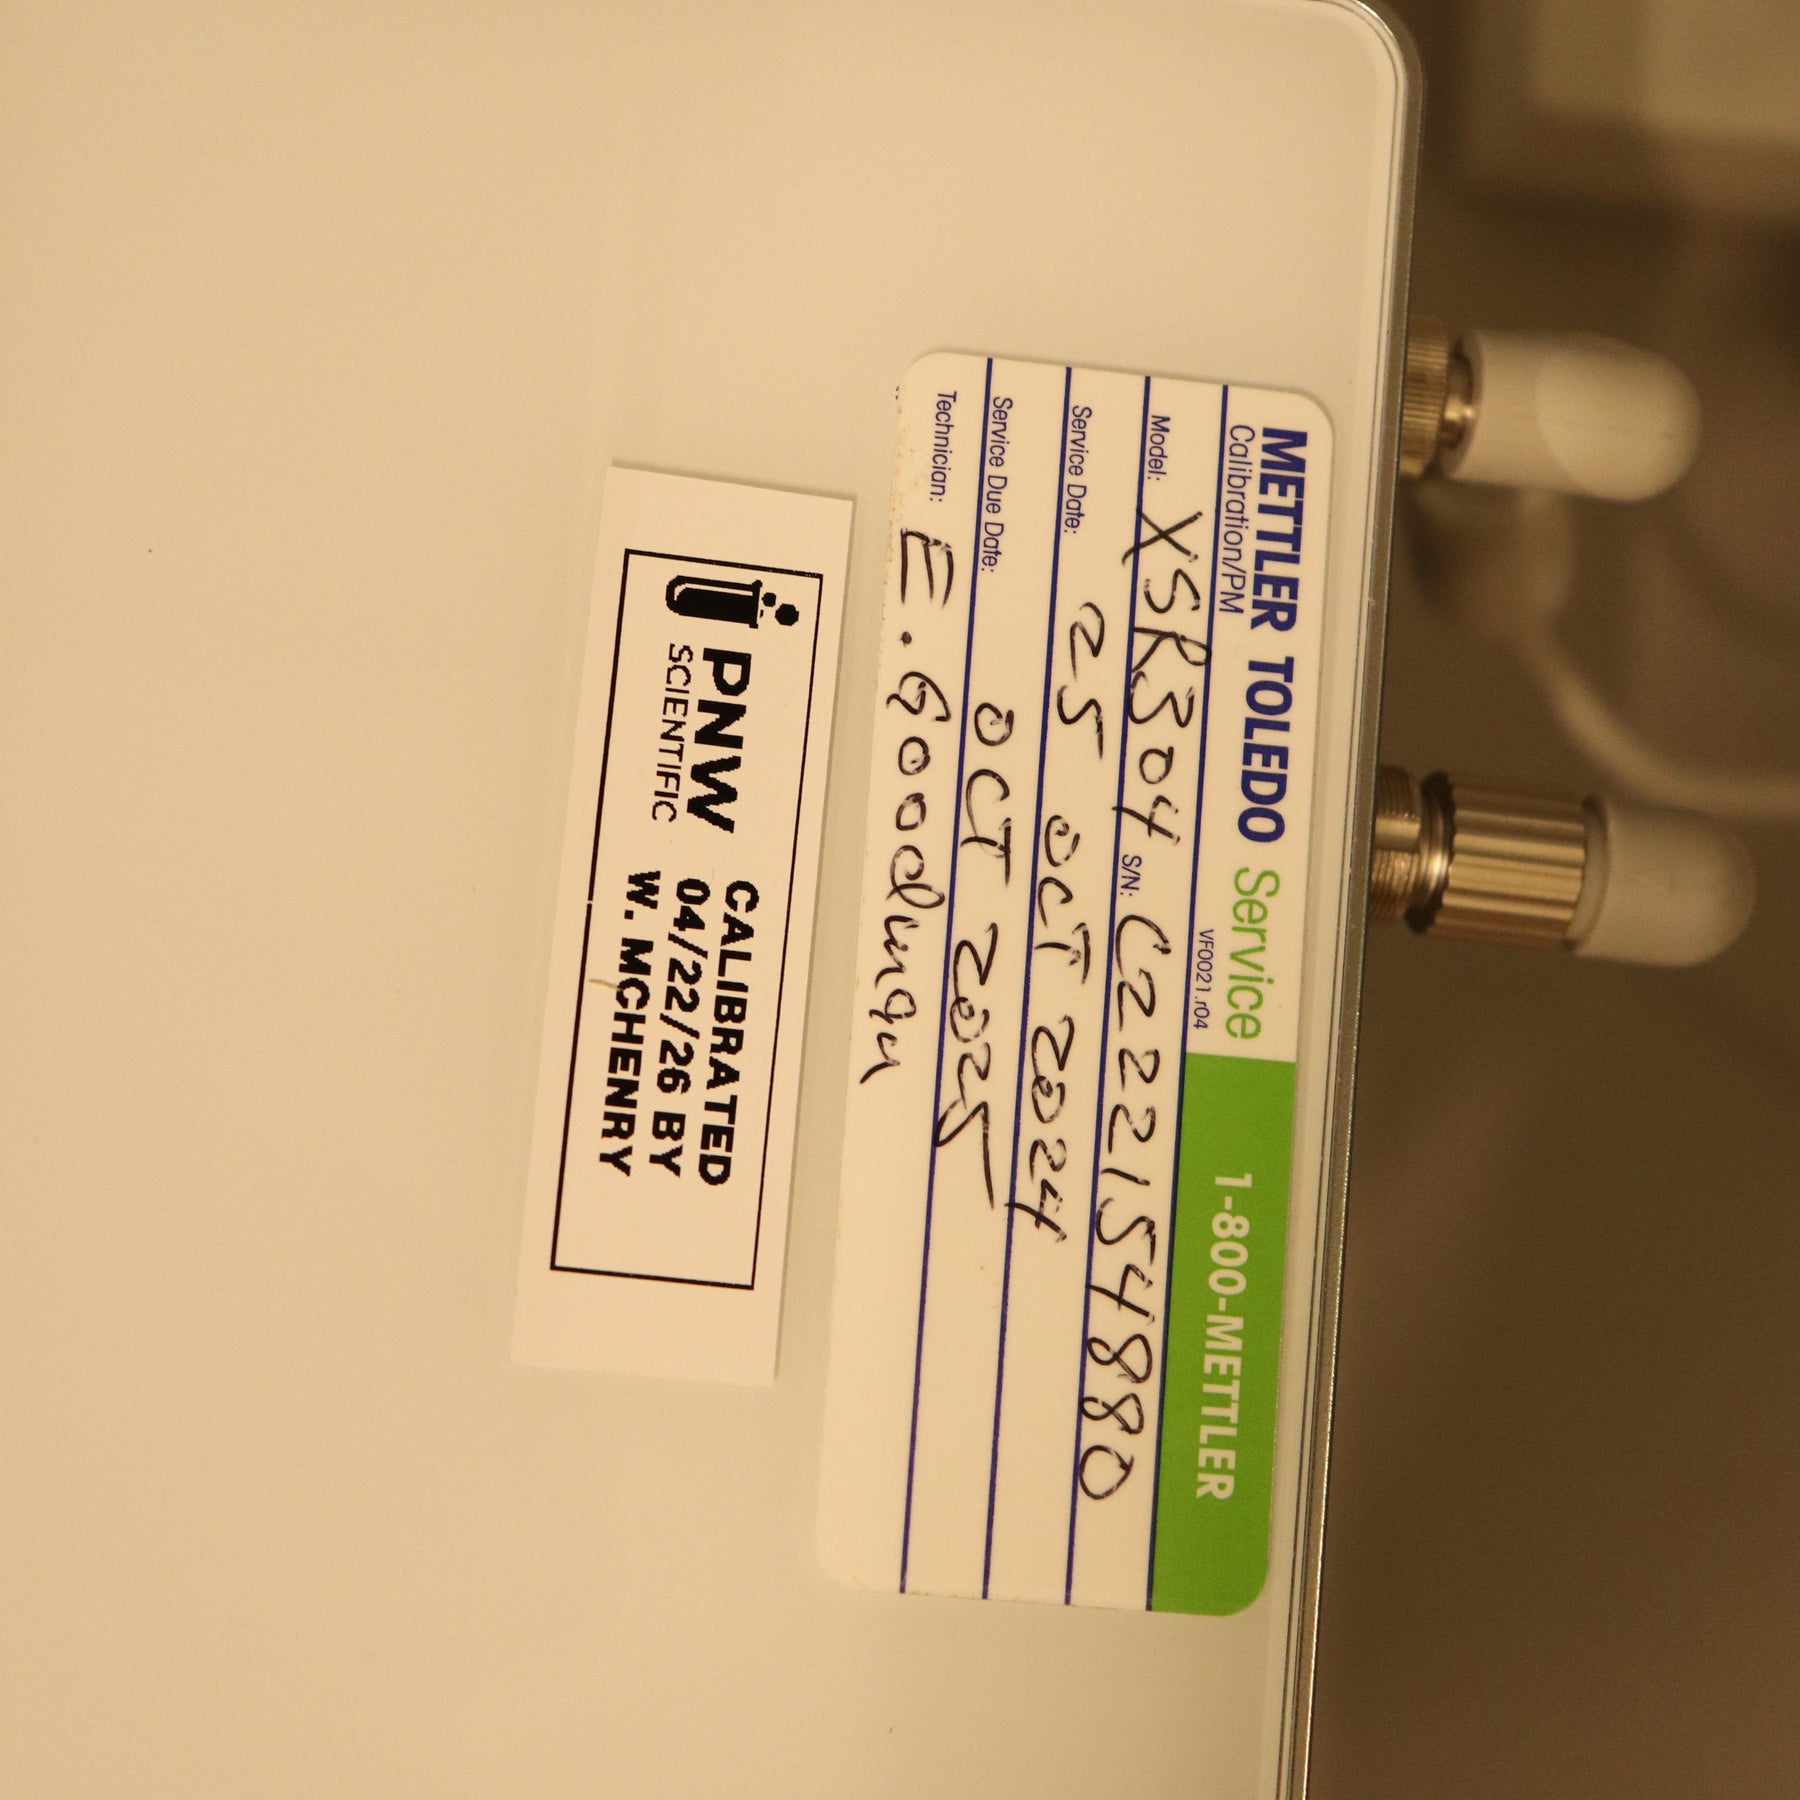 METTLER TOLEDO Service
Calibration/PM
VF0021.r04
1-800-METTLER
Model: XSR304 S/N: C222154880
Service Date: 25 OCT 2024
Service Due Date: OCT 2025
Technician: E. Goodman
PNW
SCIENTIFIC
CALIBRATED
04/22/26 BY
W. MCHENRY